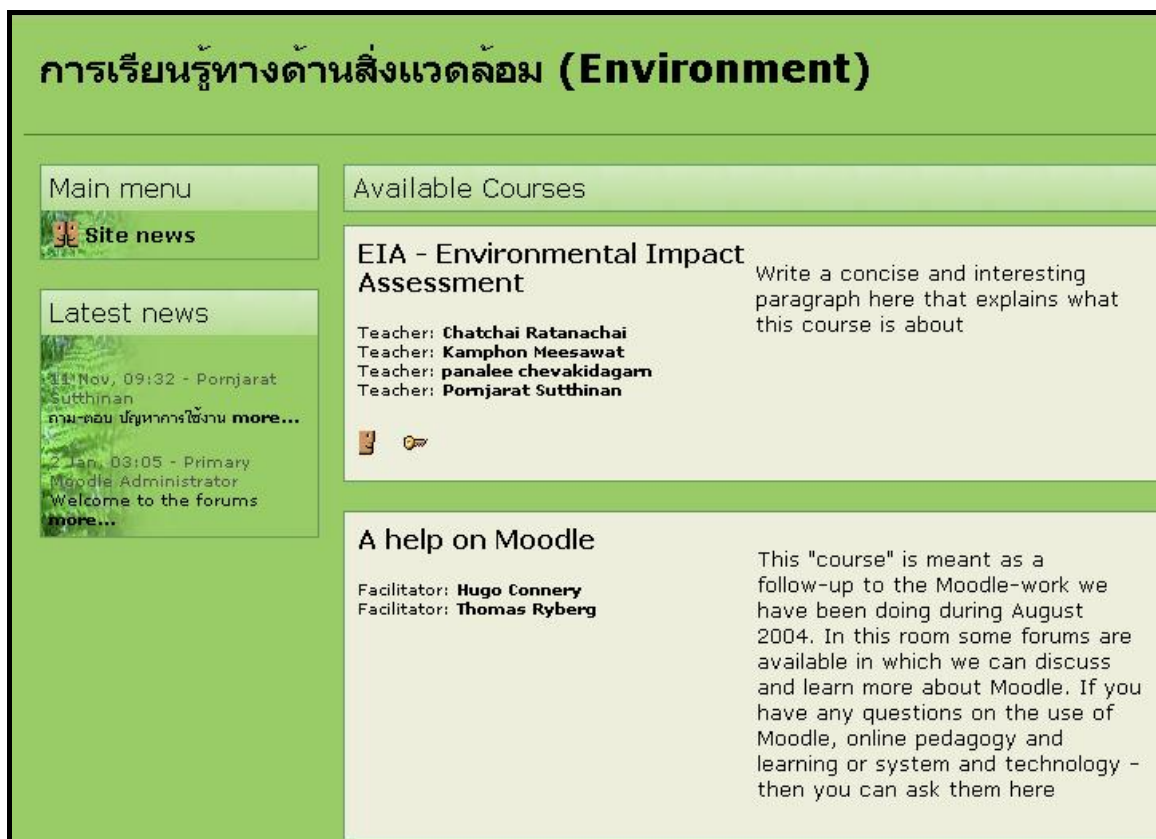 การเรียนรู้ทางด้านสิ่งแวดล้อม (Environment)
Main menu
Site news
Latest news
11 Nov, 09:32 - Pornjarat
Sutthinan
ถาม-ตอบ ปัญหาการใช้งาน more...
2 Jan, 03:05 - Primary
Moodle Administrator
Welcome to the forums
more...
Available Courses
EIA - Environmental Impact
Assessment
Teacher: Chatchai Ratanachai
Teacher: Kamphon Meesawat
Teacher: panalee chevakidagarn
Teacher: Pornjarat Sutthinan
Write a concise and interesting
paragraph here that explains what
this course is about
A help on Moodle
Facilitator: Hugo Connery
Facilitator: Thomas Ryberg
This "course" is meant as a
follow-up to the Moodle-work we
have been doing during August
2004. In this room some forums are
available in which we can discuss
and learn more about Moodle. If you
have any questions on the use of
Moodle, online pedagogy and
learning or system and technology -
then you can ask them here